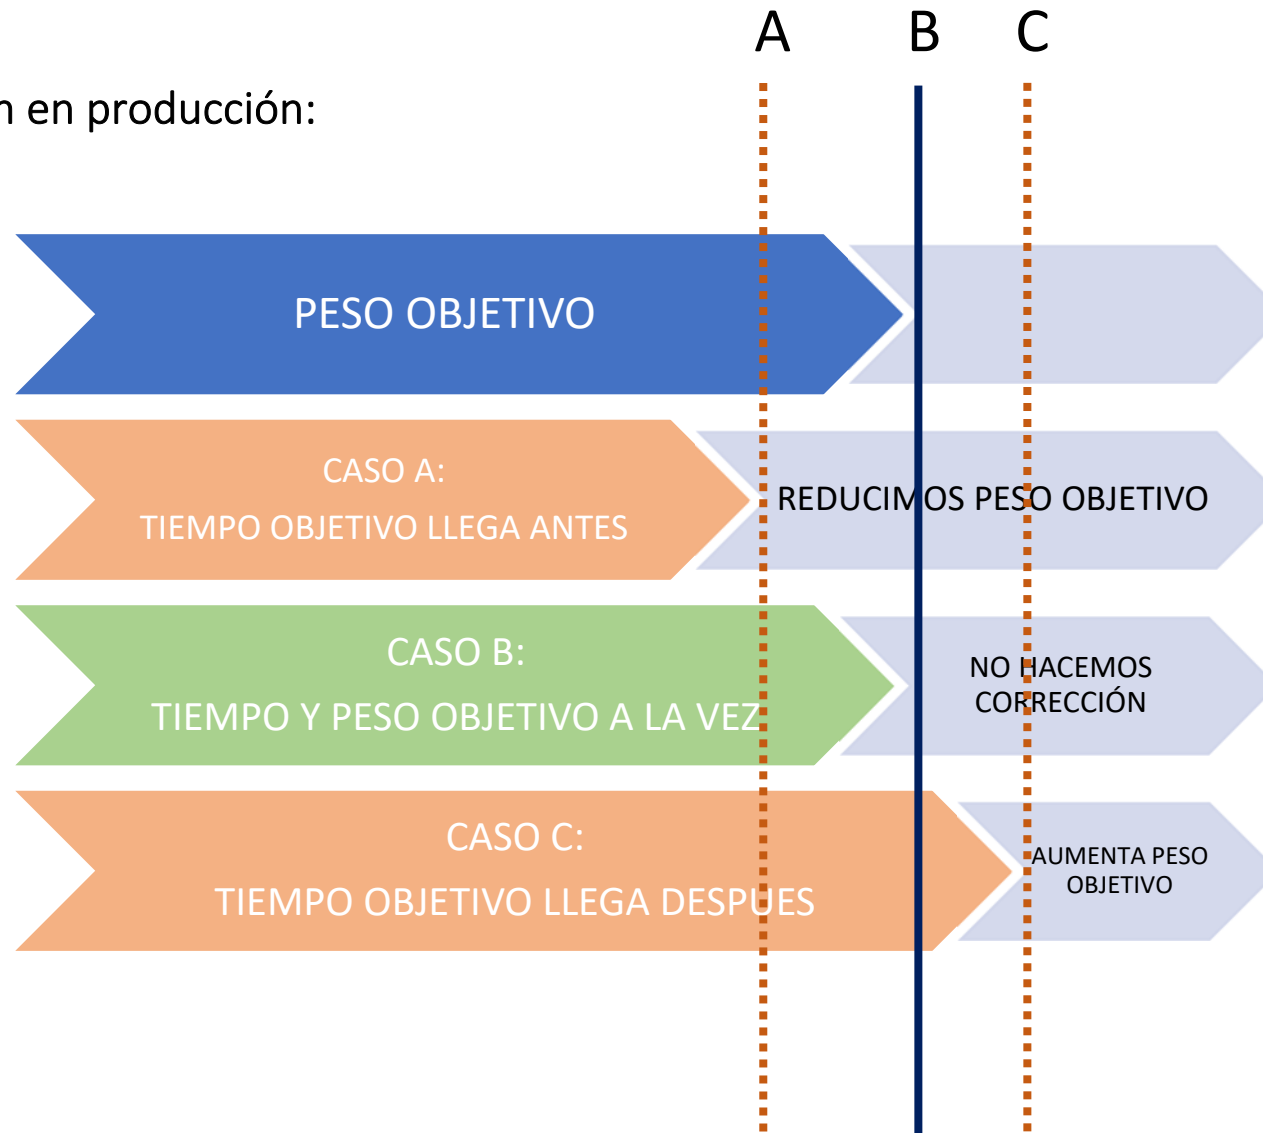 A B C
n en producción:
PESO OBJETIVO
CASO A:
TIEMPO OBJETIVO LLEGA ANTES
REDUCIMOS PESO OBJETIVO
CASO B:
TIEMPO Y PESO OBJETIVO A LA VEZ
NO HACEMOS
CORRECCIÓN
CASO C:
TIEMPO OBJETIVO LLEGA DESPUES
AUMENTA PESO
OBJETIVO